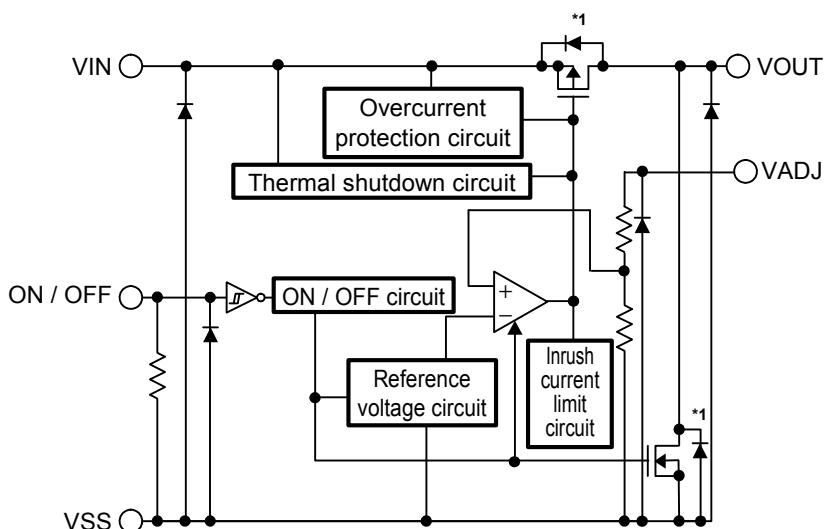 *1
VIN
VOUT
Overcurrent
protection circuit
Thermal shutdown circuit
VADJ
ON / OFF
ON / OFF circuit
+
−
Reference
voltage circuit
Inrush
current
limit
circuit
*1
VSS